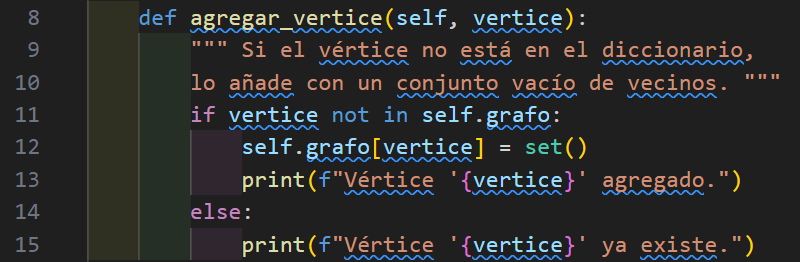 8 def agregar_vertice(self, vertice):
9 """ Si el vértice no está en el diccionario,
10 lo añade con un conjunto vacío de vecinos. """
11 if vertice not in self.grafo:
12 self.grafo[vertice] = set()
13 print(f"Vértice '{vertice}' agregado.")
14 else:
15 print(f"Vértice '{vertice}' ya existe.")